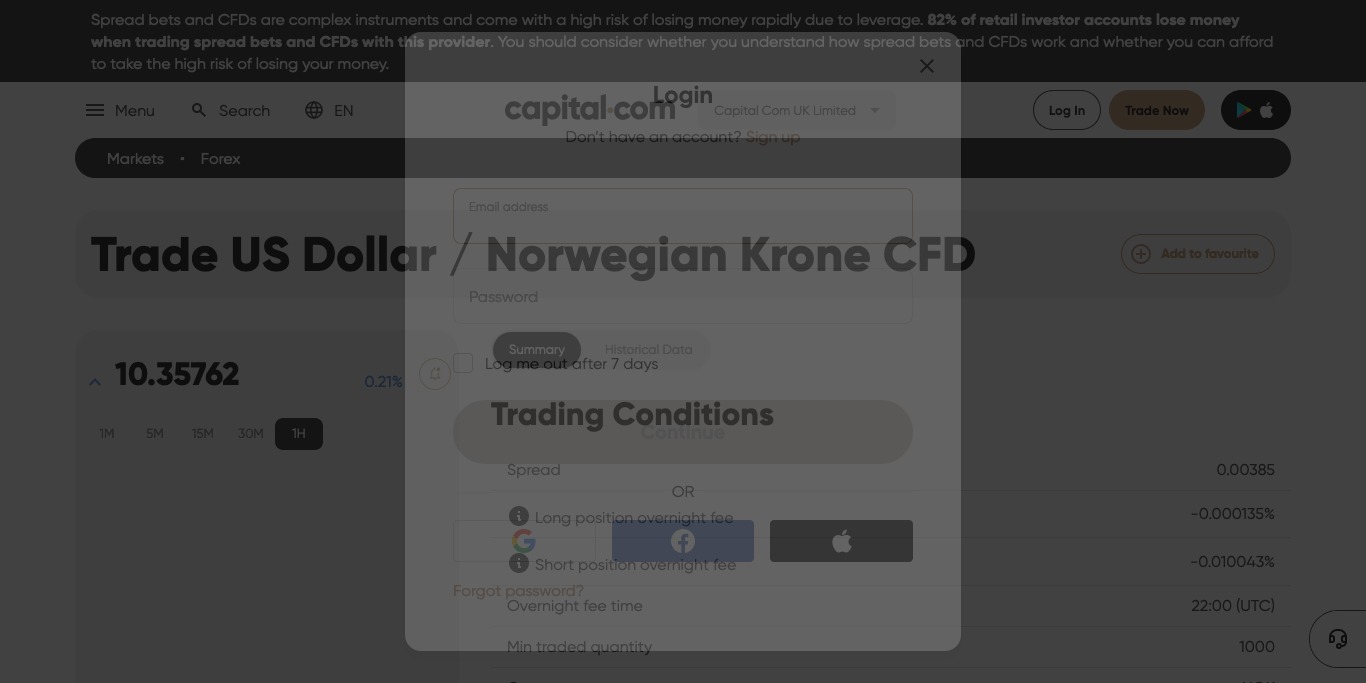 Spread bets and CFDs are complex instruments and come with a high risk of losing money rapidly due to leverage. 82% of retail investor accounts lose money
when trading spread bets and CFDs with this provider. You should consider whether you understand how spread bets and CFDs work and whether you can afford
to take the high risk of losing your money.
Login
Menu
Search
EN
capital.com
Capital Com UK Limited
Log In
Trade Now
Don't have an account? Sign up
Markets • Forex
Email address
Trade US Dollar / Norwegian Krone CFD
Add to favourite
Password
Summary
Historical Data
Log me out after 7 days
10.35762
0.21%
1M 5M 15M 30M 1H
Trading Conditions
Continue
Spread 0.00385
OR
Long position overnight fee -0.000135%
Short position overnight fee -0.010043%
Forgot password?
Overnight fee time 22:00 (UTC)
Min traded quantity 1000